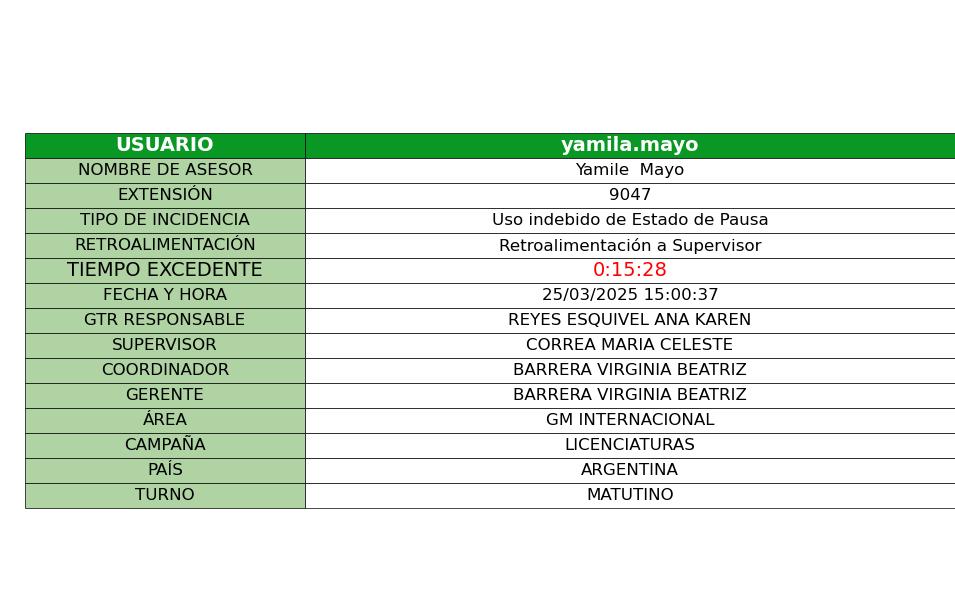 USUARIO yamila.mayo
NOMBRE DE ASESOR Yamile  Mayo
EXTENSIÓN 9047
TIPO DE INCIDENCIA Uso indebido de Estado de Pausa
RETROALIMENTACIÓN Retroalimentación a Supervisor
TIEMPO EXCEDENTE 0:15:28
FECHA Y HORA 25/03/2025 15:00:37
GTR RESPONSABLE REYES ESQUIVEL ANA KAREN
SUPERVISOR CORREA MARIA CELESTE
COORDINADOR BARRERA VIRGINIA BEATRIZ
GERENTE BARRERA VIRGINIA BEATRIZ
ÁREA GM INTERNACIONAL
CAMPAÑA LICENCIATURAS
PAÍS ARGENTINA
TURNO MATUTINO